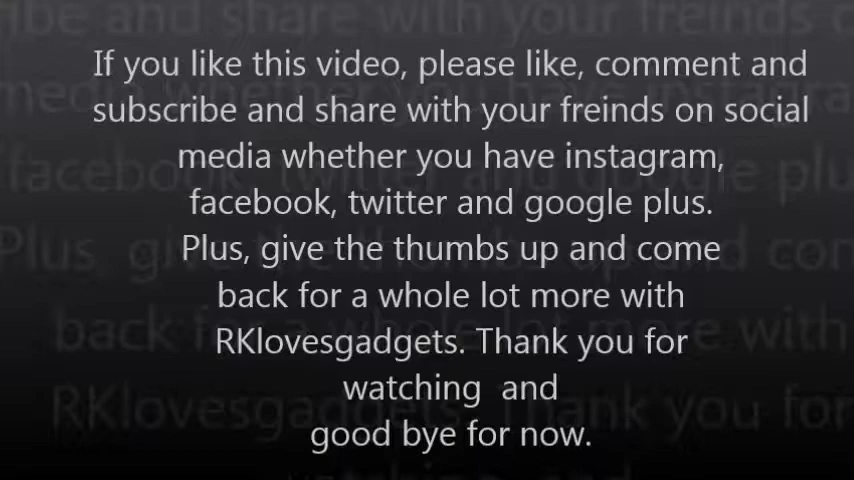 If you like this video, please like, comment and
subscribe and share with your freinds on social
media whether you have instagram,
facebook, twitter and google plus.
Plus, give the thumbs up and come
back for a whole lot more with
RKlovesgadgets. Thank you for
watching  and
good bye for now.